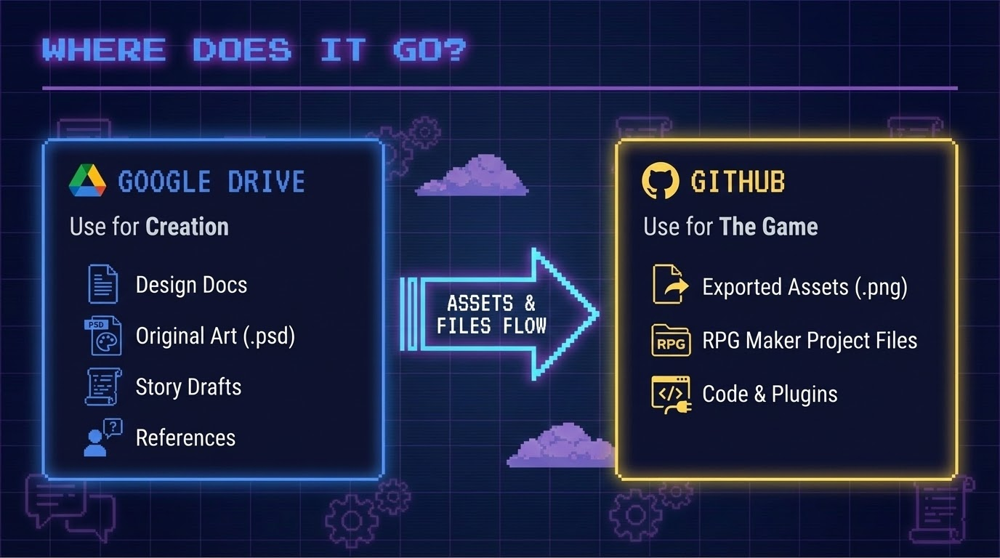 WHERE DOES IT GO?
GOOGLE DRIVE
Use for Creation
Design Docs
PSD
Original Art (.psd)
Story Drafts
?
References
ASSETS &
FILES FLOW
GITHUB
Use for The Game
Exported Assets (.png)
RPG
RPG Maker Project Files
</>
Code & Plugins